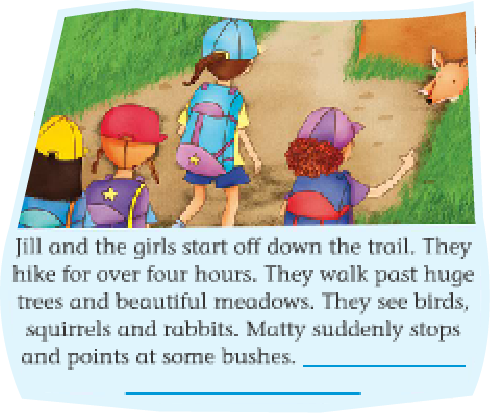 Jill and the girls start off down the trail. They
hike for over four hours. They walk past huge
trees and beautiful meadows. They see birds,
squirrels and rabbits. Matty suddenly stops
and points at some bushes.